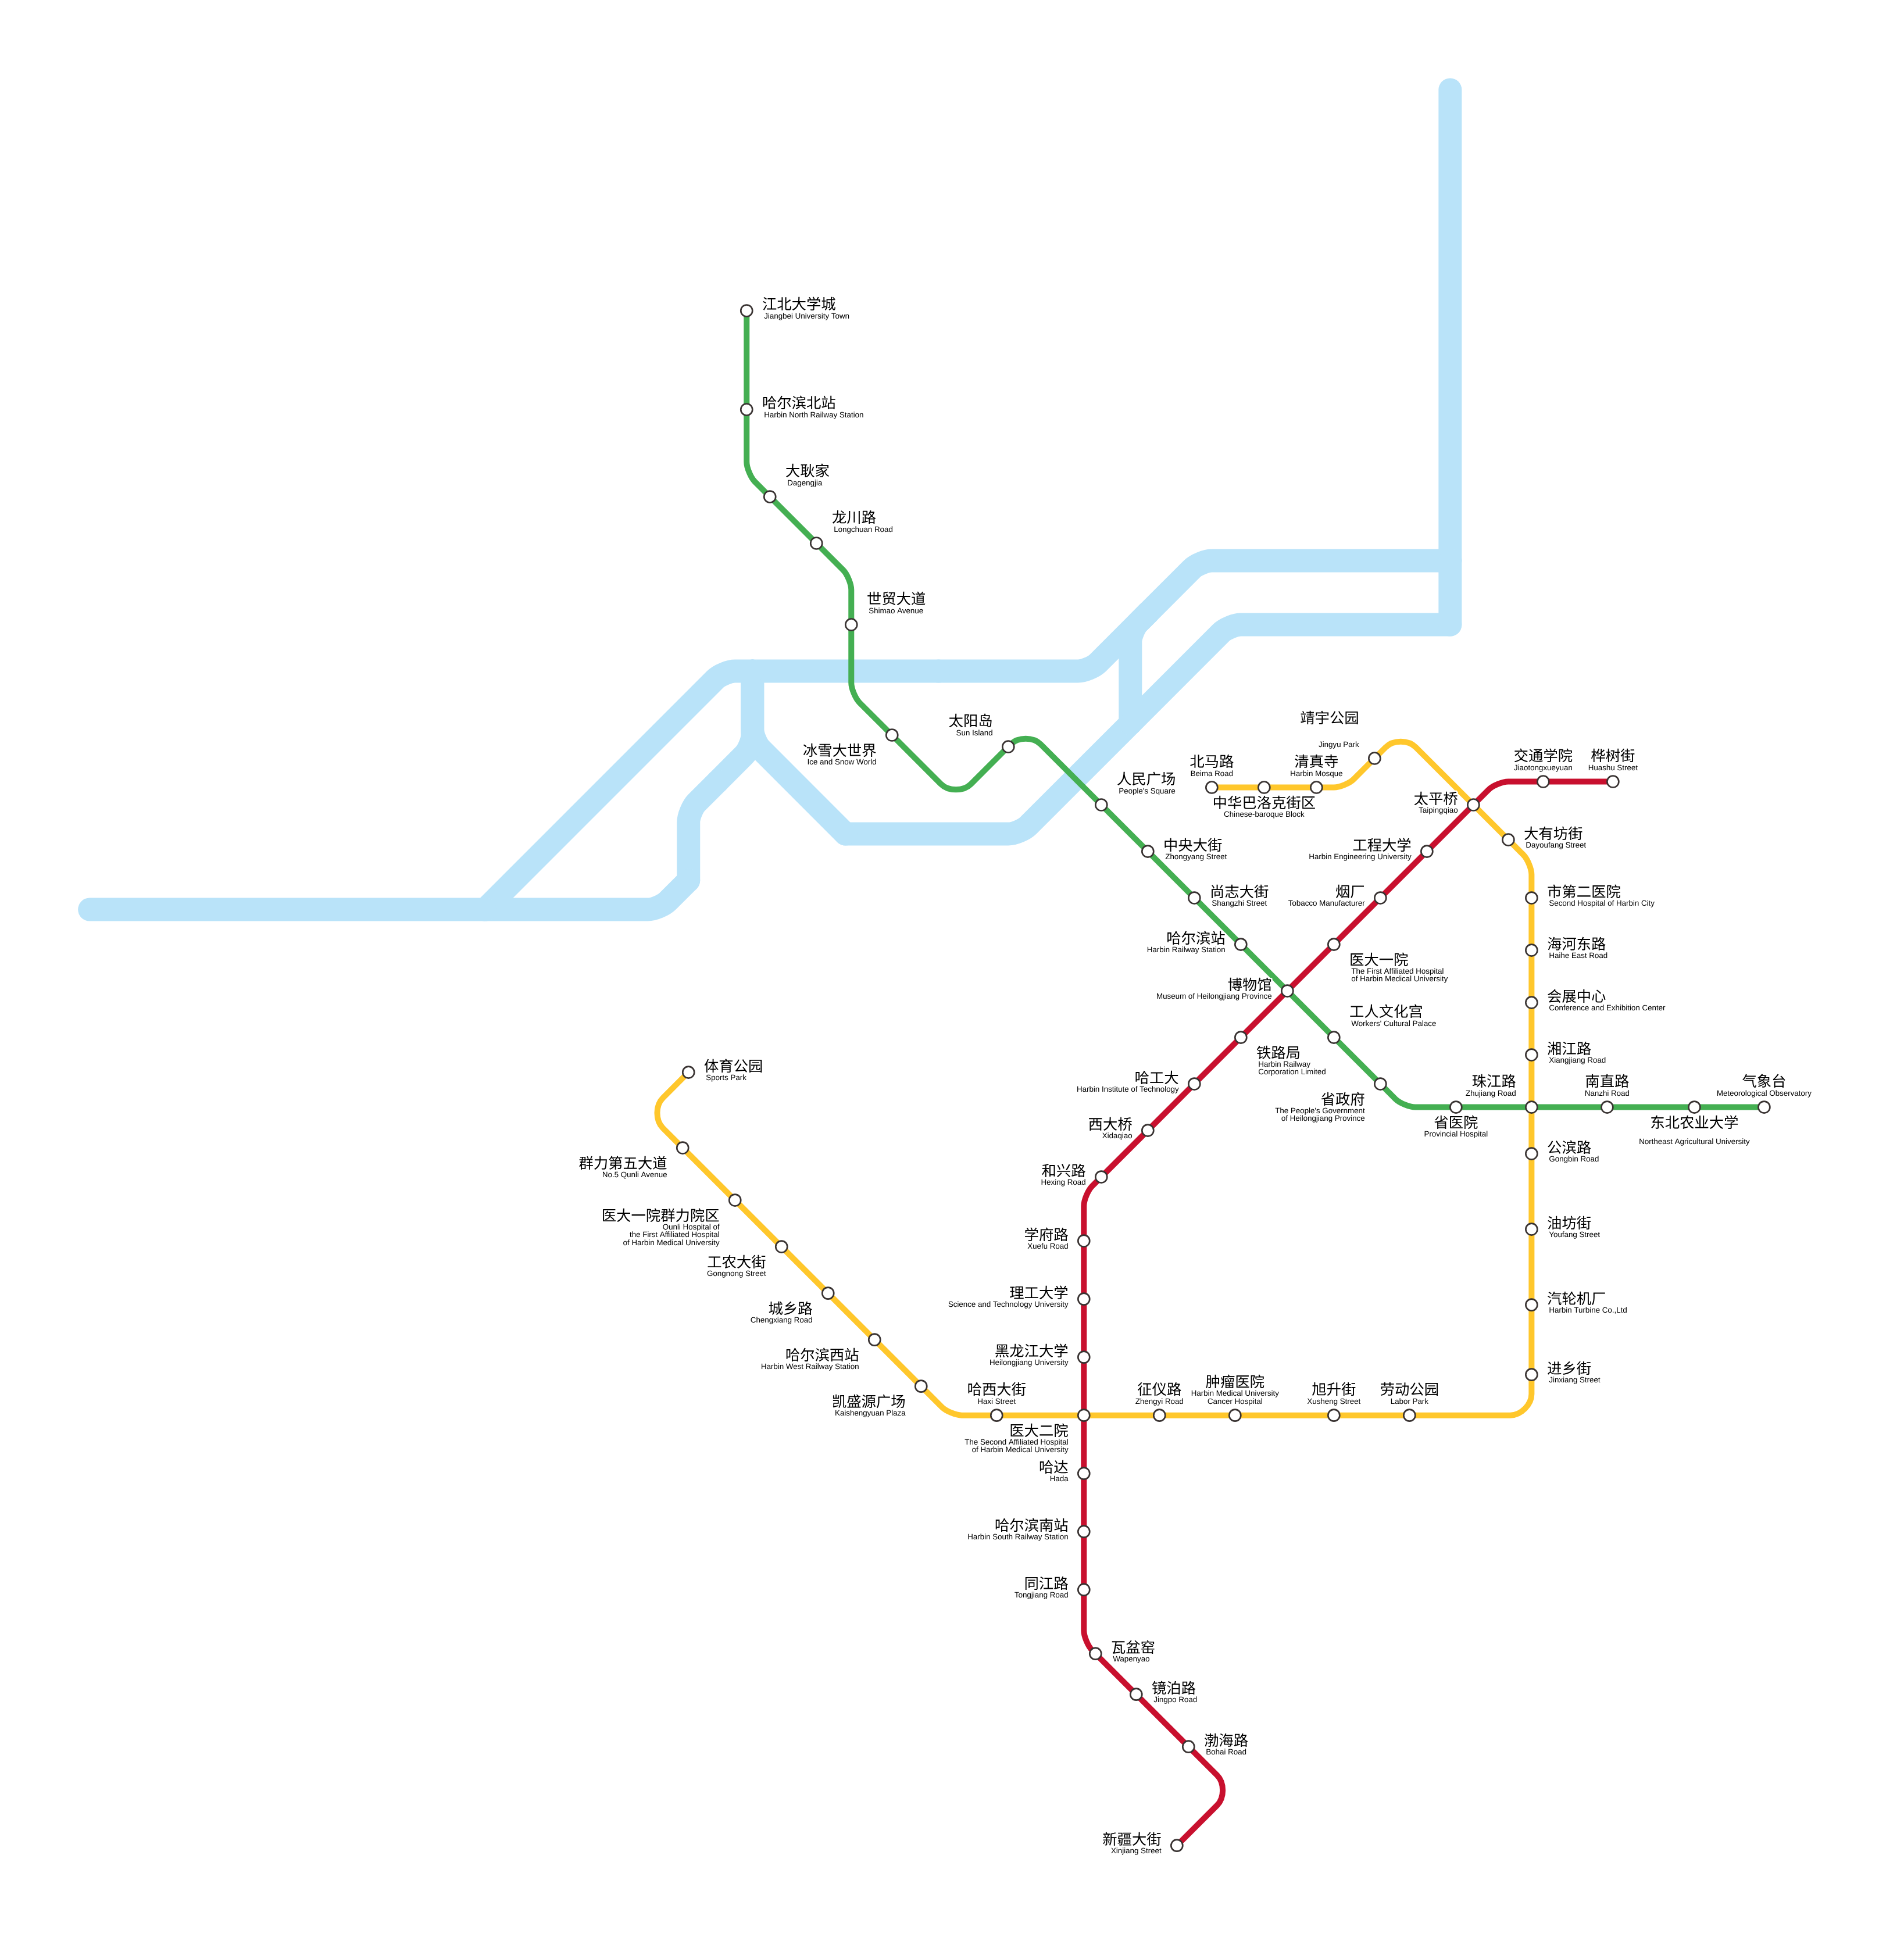 江北大学城
Jiangbei University Town
哈尔滨北站
Harbin North Railway Station
大耿家
Dagengjia
龙川路
Longchuan Road
世贸大道
Shimao Avenue
太阳岛
Sun Island
冰雪大世界
Ice and Snow World
靖宇公园
Jingyu Park
人民广场
People's Square
北马路
Beima Road
清真寺
Harbin Mosque
中华巴洛克街区
Chinese-baroque Block
交通学院
Jiaotongxueyuan
桦树街
Huashu Street
太平桥
Taipingqiao
大有坊街
Dayoufang Street
中央大街
Zhongyang Street
工程大学
Harbin Engineering University
尚志大街
Shangzhi Street
烟厂
Tobacco Manufacturer
市第二医院
Second Hospital of Harbin City
哈尔滨站
Harbin Railway Station
海河东路
Haihe East Road
医大一院
The First Affiliated Hospital
of Harbin Medical University
博物馆
Museum of Heilongjiang Province
会展中心
Conference and Exhibition Center
工人文化宫
Workers' Cultural Palace
铁路局
Harbin Railway
Corporation Limited
湘江路
Xiangjiang Road
体育公园
Sports Park
哈工大
Harbin Institute of Technology
省政府
The People's Government
of Heilongjiang Province
珠江路
Zhujiang Road
南直路
Nanzhi Road
气象台
Meteorological Observatory
西大桥
Xidaqiao
省医院
Provincial Hospital
东北农业大学
Northeast Agricultural University
公滨路
Gongbin Road
群力第五大道
No.5 Qunli Avenue
和兴路
Hexing Road
医大一院群力院区
Qunli Hospital of
the First Affiliated Hospital
of Harbin Medical University
学府路
Xuefu Road
油坊街
Youfang Street
工农大街
Gongnong Street
理工大学
Science and Technology University
汽轮机厂
Harbin Turbine Co.,Ltd
城乡路
Chengxiang Road
哈尔滨西站
Harbin West Railway Station
黑龙江大学
Heilongjiang University
进乡街
Jinxiang Street
凯盛源广场
Kaishengyuan Plaza
哈西大街
Haxi Street
征仪路
Zhengyi Road
肿瘤医院
Harbin Medical University
Cancer Hospital
旭升街
Xusheng Street
劳动公园
Labor Park
医大二院
The Second Affiliated Hospital
of Harbin Medical University
哈达
Hada
哈尔滨南站
Harbin South Railway Station
同江路
Tongjiang Road
瓦盆窑
Wapenyao
镜泊路
Jingpo Road
渤海路
Bohai Road
新疆大街
Xinjiang Street